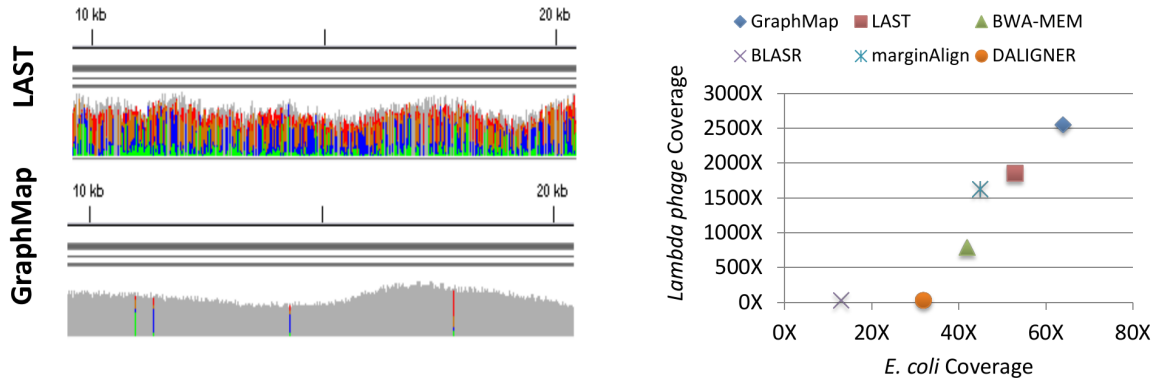 10 kb 20 kb
LAST
10 kb 20 kb
GraphMap
GraphMap LAST BWA-MEM
BLASR marginAlign DALIGNER
Lambda phage Coverage
3000X
2500X
2000X
1500X
1000X
500X
0X
0X 20X 40X 60X 80X
E. coli Coverage